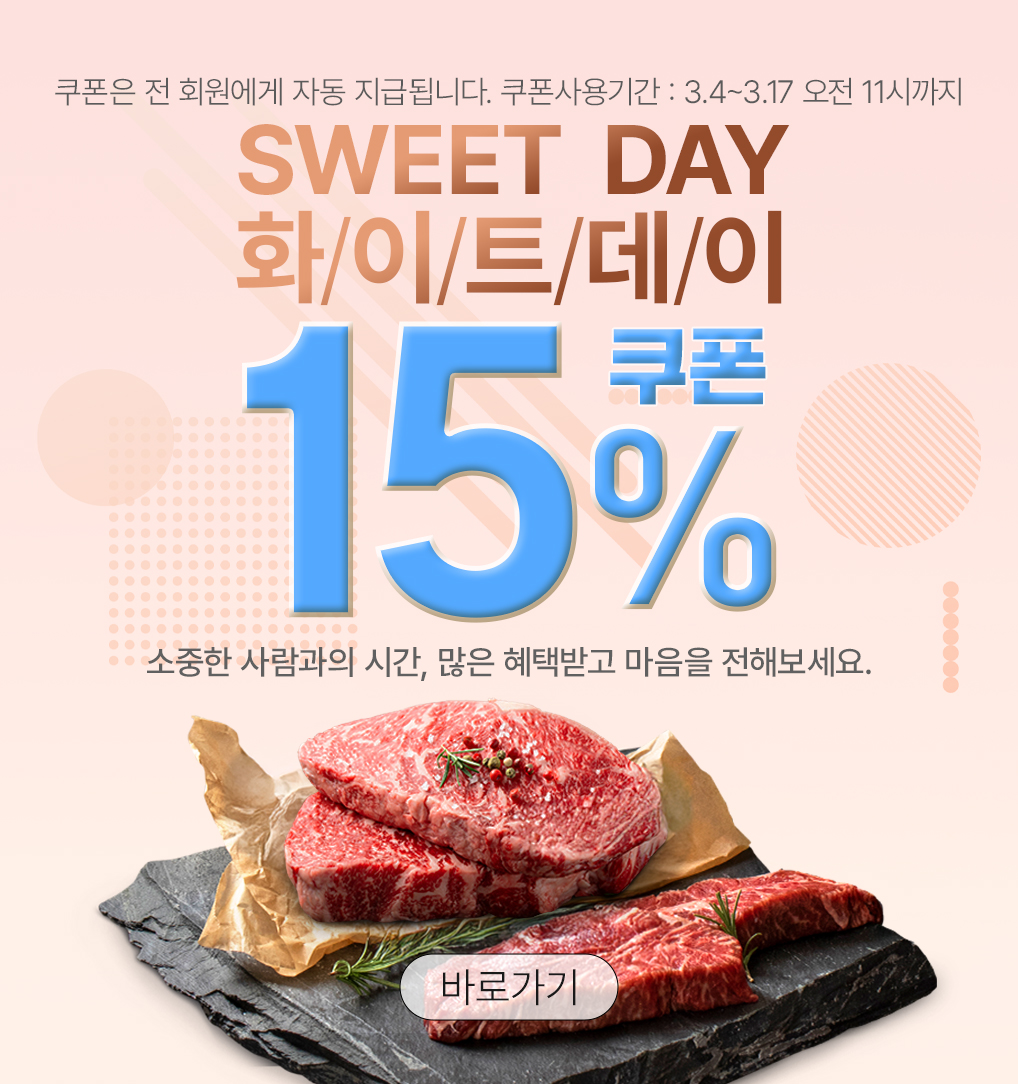 쿠폰은 전 회원에게 자동 지급됩니다. 쿠폰사용기간 : 3.4~3.17 오전 11시까지
SWEET DAY
화/이/트/데/이
15% 쿠폰
소중한 사람과의 시간, 많은 혜택받고 마음을 전해보세요.
바로가기